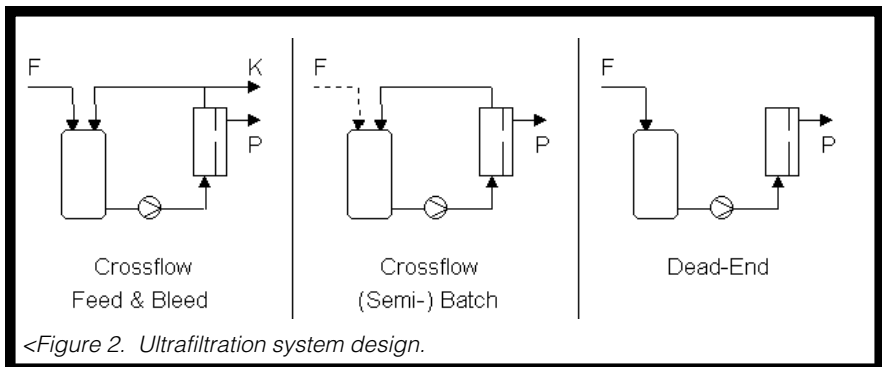 F
K
P
Crossflow
Feed & Bleed
F
P
Crossflow
(Semi-) Batch
F
P
Dead-End
<Figure 2. Ultrafiltration system design.